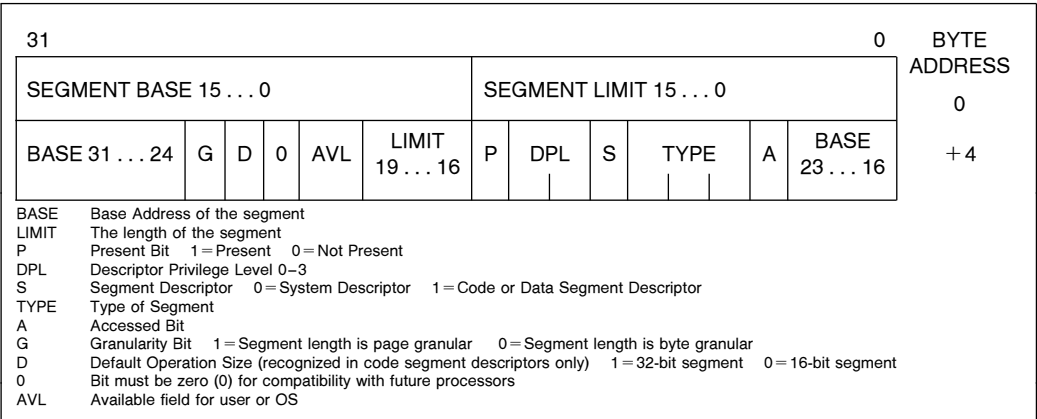 31 0 BYTE
ADDRESS
SEGMENT BASE 15 . . . 0 SEGMENT LIMIT 15 . . . 0 0
BASE 31 . . . 24 G D 0 AVL LIMIT 19 . . . 16 P DPL S TYPE A BASE 23 . . . 16 +4
BASE Base Address of the segment
LIMIT The length of the segment
P Present Bit 1=Present 0=Not Present
DPL Descriptor Privilege Level 0–3
S Segment Descriptor 0=System Descriptor 1=Code or Data Segment Descriptor
TYPE Type of Segment
A Accessed Bit
G Granularity Bit 1=Segment length is page granular 0=Segment length is byte granular
D Default Operation Size (recognized in code segment descriptors only) 1=32-bit segment 0=16-bit segment
0 Bit must be zero (0) for compatibility with future processors
AVL Available field for user or OS